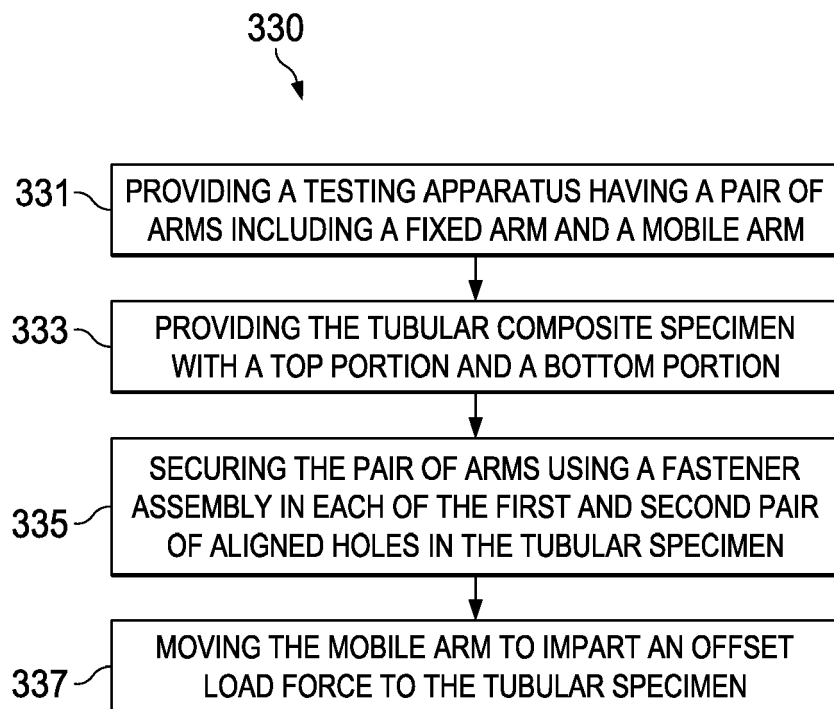 330
331
PROVIDING A TESTING APPARATUS HAVING A PAIR OF
ARMS INCLUDING A FIXED ARM AND A MOBILE ARM
333
PROVIDING THE TUBULAR COMPOSITE SPECIMEN
WITH A TOP PORTION AND A BOTTOM PORTION
335
SECURING THE PAIR OF ARMS USING A FASTENER
ASSEMBLY IN EACH OF THE FIRST AND SECOND PAIR
OF ALIGNED HOLES IN THE TUBULAR SPECIMEN
337
MOVING THE MOBILE ARM TO IMPART AN OFFSET
LOAD FORCE TO THE TUBULAR SPECIMEN